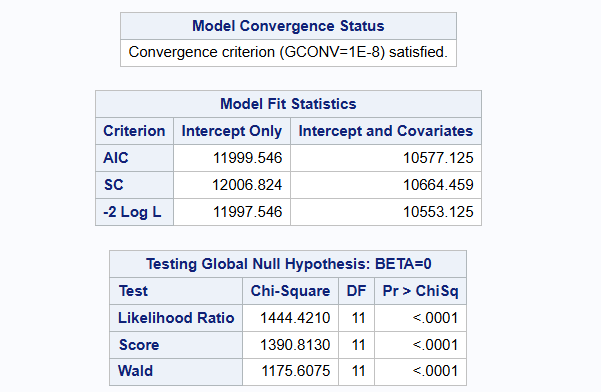 Model Convergence Status
Convergence criterion (GCONV=1E-8) satisfied.
Model Fit Statistics
Criterion Intercept Only Intercept and Covariates
AIC 11999.546 10577.125
SC 12006.824 10664.459
-2 Log L 11997.546 10553.125
Testing Global Null Hypothesis: BETA=0
Test Chi-Square DF Pr > ChiSq
Likelihood Ratio 1444.4210 11 <.0001
Score 1390.8130 11 <.0001
Wald 1175.6075 11 <.0001